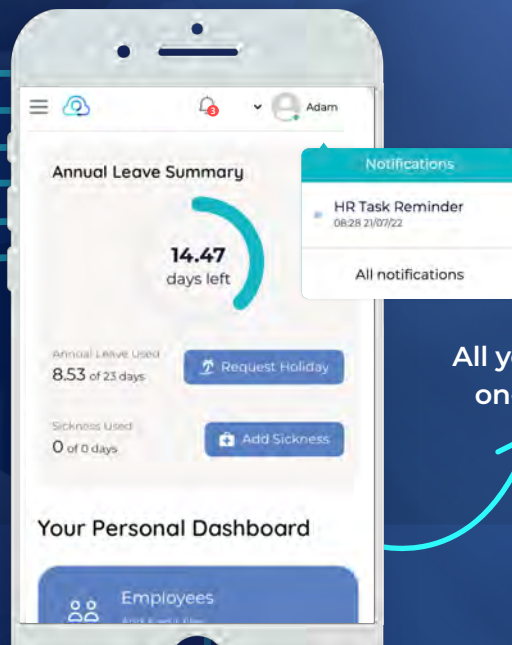 3
Adam
Annual Leave Summary
Notifications
HR Task Reminder
08:28 21/07/22
All notifications
14.47
days left
Annual Leave Used
8.53 of 23 days
Request Holiday
Sickness Used
0 of 0 days
Add Sickness
All
on
Your Personal Dashboard
Employees